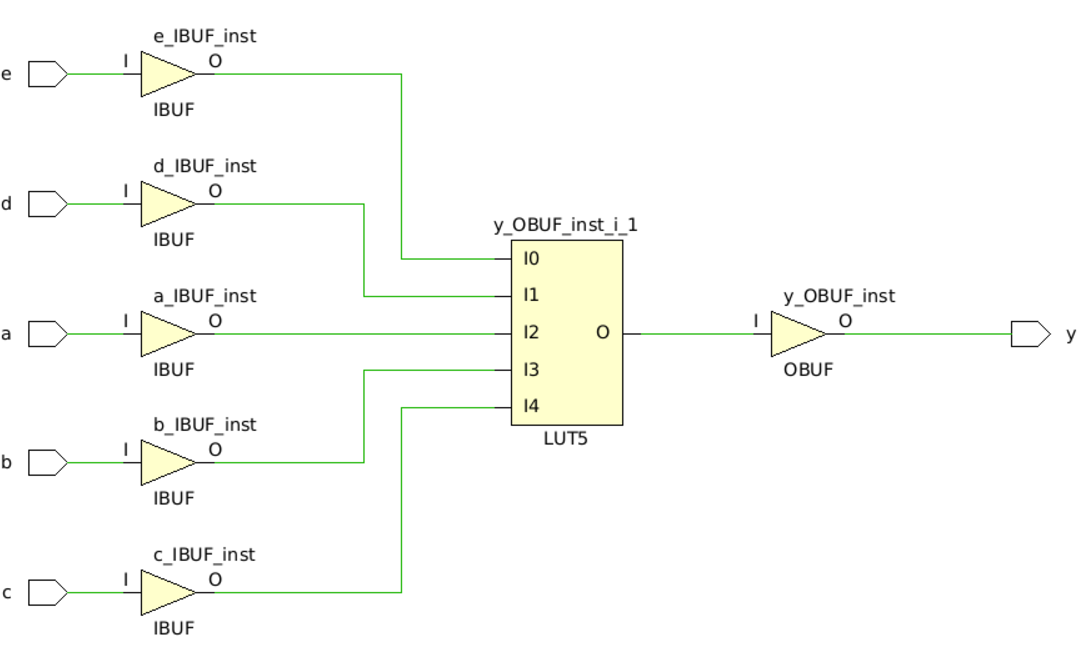 e_IBUF_inst
e
I
O
IBUF
d_IBUF_inst
d
I
O
IBUF
a_IBUF_inst
a
I
O
IBUF
b_IBUF_inst
b
I
O
IBUF
c_IBUF_inst
c
I
O
IBUF
y_OBUF_inst_i_1
I0
I1
I2
I3
I4
O
LUT5
y_OBUF_inst
I
O
OBUF
y